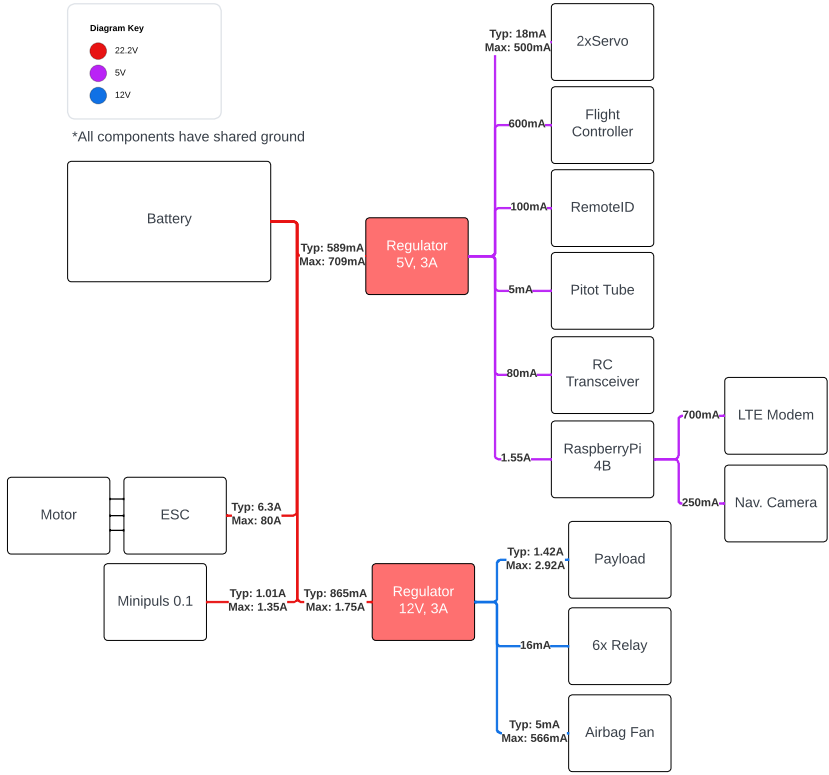 Diagram Key
22.2V
5V
12V
*All components have shared ground
Battery
Typ: 589mA
Max: 709mA
Regulator
5V, 3A
Typ: 18mA
Max: 500mA
2xServo
600mA
Flight
Controller
100mA
RemoteID
5mA
Pitot Tube
80mA
RC
Transceiver
1.55A
RaspberryPi
4B
700mA
LTE Modem
250mA
Nav. Camera
Motor
ESC
Typ: 6.3A
Max: 80A
Minipuls 0.1
Typ: 1.01A
Max: 1.35A
Typ: 865mA
Max: 1.75A
Regulator
12V, 3A
Typ: 1.42A
Max: 2.92A
Payload
16mA
6x Relay
Typ: 5mA
Max: 566mA
Airbag Fan